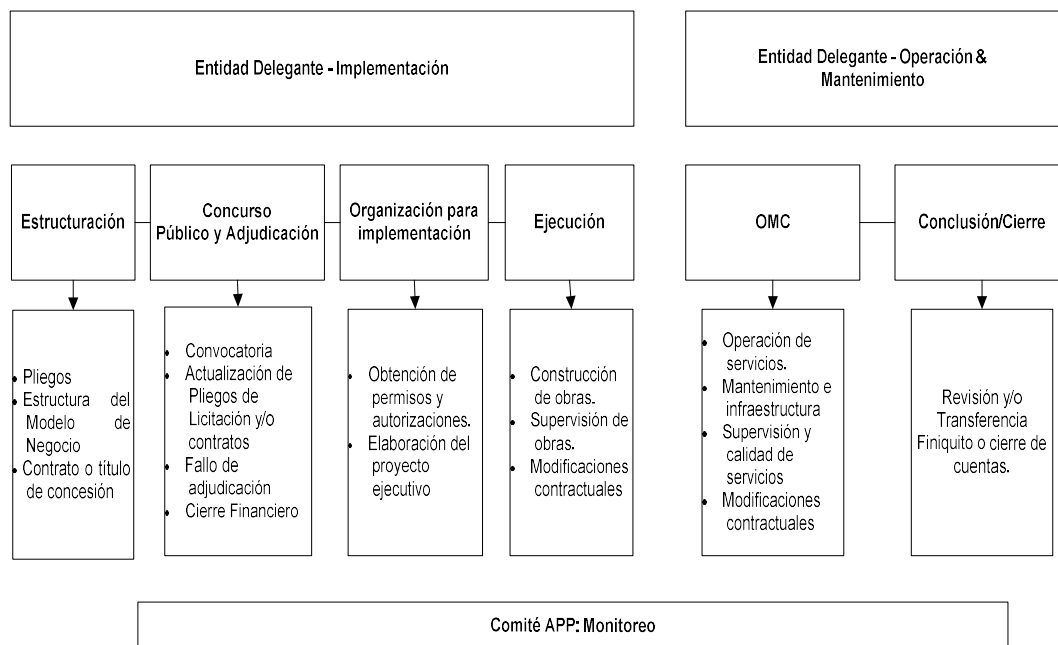 Entidad Delegante - Implementación
Entidad Delegante - Operación &
Mantenimiento
Estructuración
Concurso
Público y Adjudicación
Organización para
implementación
Ejecución
OMC
Conclusión/Cierre
• Pliegos
• Estructura del
Modelo de
Negocio
• Contrato o título
de concesión
• Convocatoria
• Actualización de
Pliegos de
Licitación y/o
contratos
• Fallo de
adjudicación
• Cierre Financiero
• Obtención de
permisos y
autorizaciones.
• Elaboración del
proyecto
ejecutivo
• Construcción
de obras.
• Supervisión de
obras.
• Modificaciones
contractuales
• Operación de
servicios.
• Mantenimiento e
infraestructura
• Supervisión y
calidad de
servicios
• Modificaciones
contractuales
Revisión y/o
Transferencia
Finiquito o cierre de
cuentas.
Comité APP: Monitoreo